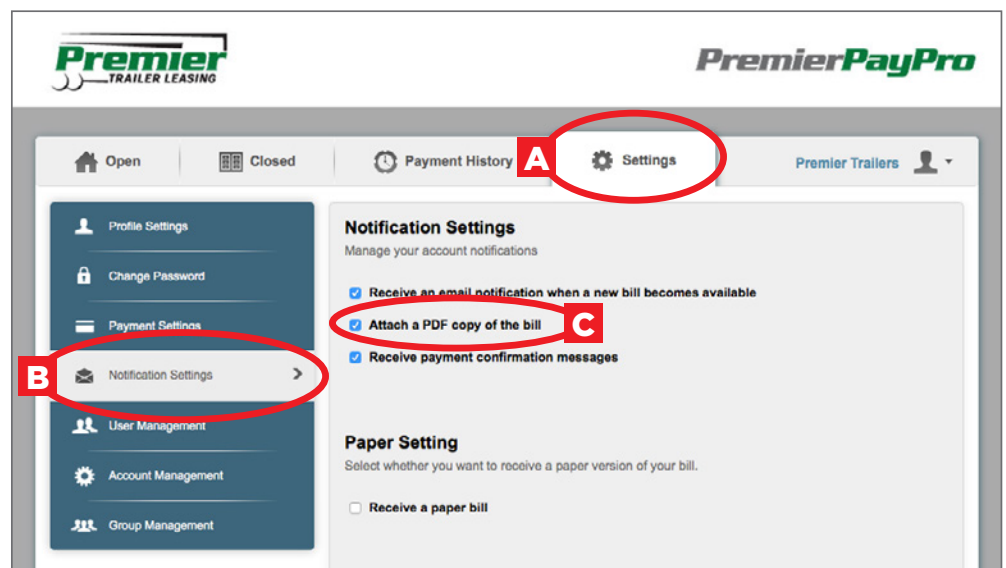 Premier
TRAILER LEASING
PremierPayPro
Open
Closed
Payment History
A
Settings
Premier Trailers
Profile Settings
Change Password
Payment Settings
B
Notification Settings
User Management
Account Management
Group Management
Notification Settings
Manage your account notifications
Receive an email notification when a new bill becomes available
Attach a PDF copy of the bill
C
Receive payment confirmation messages
Paper Setting
Select whether you want to receive a paper version of your bill.
Receive a paper bill